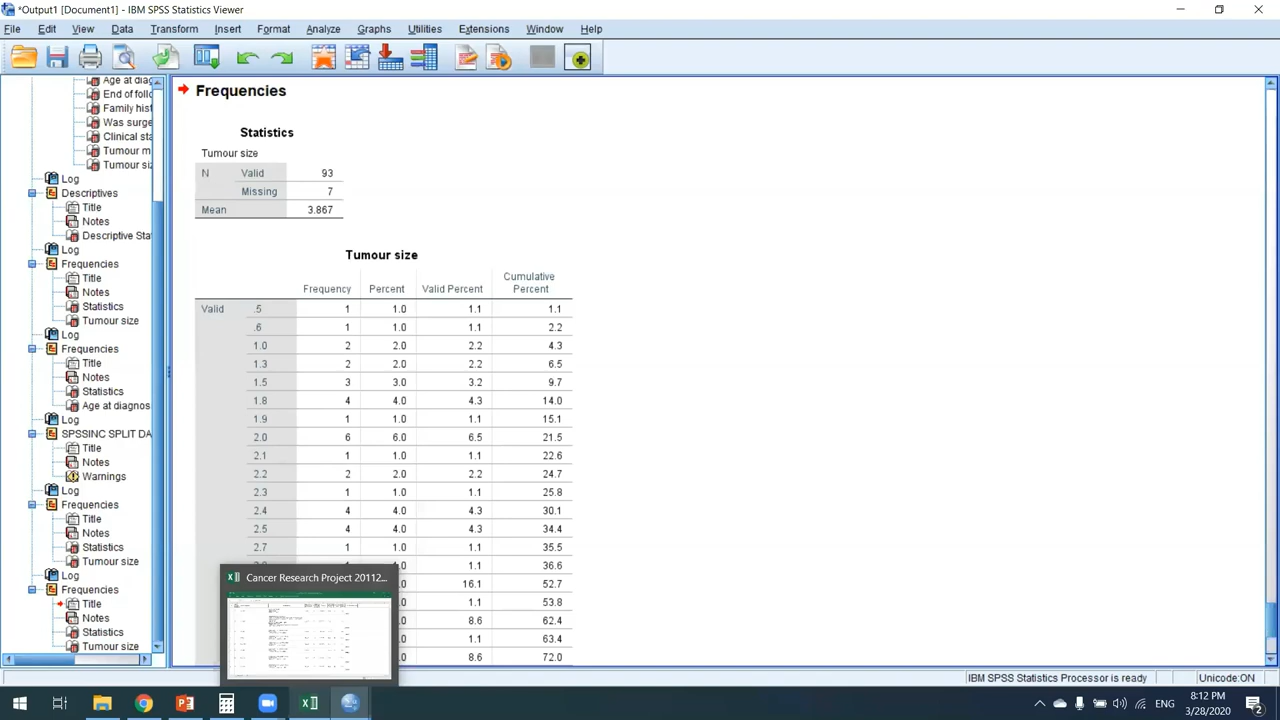 *Output1 [Document1] - IBM SPSS Statistics Viewer
File Edit View Data Transform Insert Format Analyze Graphs Utilities Extensions Window Help
Age at diag
End of follo
Family hist
Was surge
Clinical sta
Tumour m
Tumour siz
Log
Descriptives
Title
Notes
Descriptive Sta
Log
Frequencies
Title
Notes
Statistics
Tumour size
Log
Frequencies
Title
Notes
Statistics
Age at diagnos
Log
SPSSINC SPLIT DA
Title
Notes
Warnings
Log
Frequencies
Title
Notes
Statistics
Tumour size
Log
Frequencies
Title
Notes
Statistics
Tumour size
Frequencies
Statistics
Tumour size
N Valid 93
Missing 7
Mean 3.867
Tumour size
Frequency Percent Valid Percent Cumulative Percent
Valid .5 1 1.0 1.1 1.1
.6 1 1.0 1.1 2.2
1.0 2 2.0 2.2 4.3
1.3 2 2.0 2.2 6.5
1.5 3 3.0 3.2 9.7
1.8 4 4.0 4.3 14.0
1.9 1 1.0 1.1 15.1
2.0 6 6.0 6.5 21.5
2.1 1 1.0 1.1 22.6
2.2 2 2.0 2.2 24.7
2.3 1 1.0 1.1 25.8
2.4 4 4.0 4.3 30.1
2.5 4 4.0 4.3 34.4
2.7 1 1.0 1.1 35.5
1.1 36.6
.0 16.1 52.7
.0 1.1 53.8
.0 8.6 62.4
.0 1.1 63.4
.0 8.6 72.0
Cancer Research Project 20112...
IBM SPSS Statistics Processor is ready
Unicode:ON
ENG
8:12 PM
3/28/2020
2